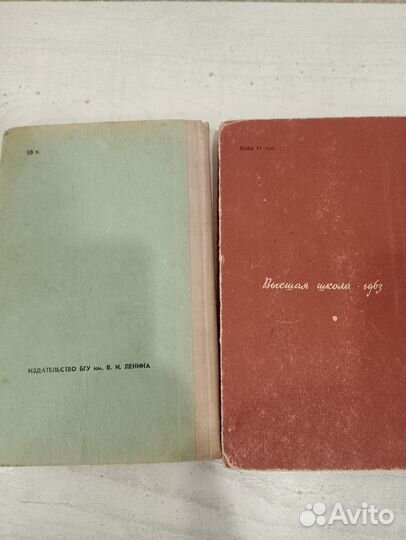 58 к.
ИЗДАТЕЛЬСТВО БГУ им. В. И. ЛЕНИНА
Цена 41 коп.
Высшая школа · 1963
Avito